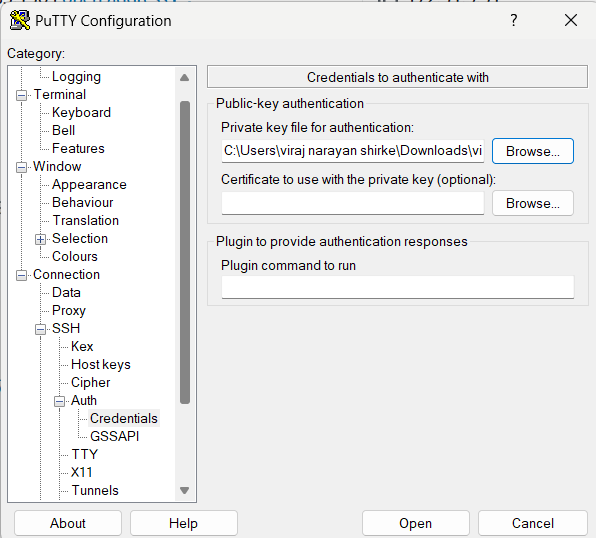 PuTTY Configuration
?
Category:
Logging
Terminal
Keyboard
Bell
Features
Window
Appearance
Behaviour
Translation
Selection
Colours
Connection
Data
Proxy
SSH
Kex
Host keys
Cipher
Auth
Credentials
GSSAPI
TTY
X11
Tunnels
Credentials to authenticate with
Public-key authentication
Private key file for authentication:
C:\Users\viraj narayan shirke\Downloads\vi
Browse...
Certificate to use with the private key (optional):
Browse...
Plugin to provide authentication responses
Plugin command to run
About
Help
Open
Cancel